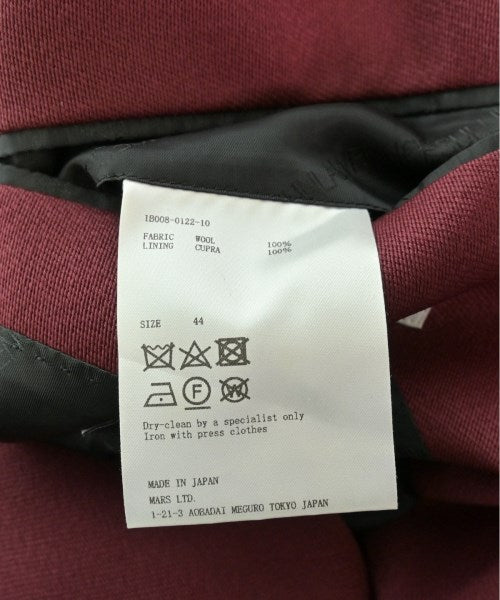 1B008-0122-10
FABRIC WOOL 100%
LINING CUPRA 100%
SIZE 44
F
W
Dry-clean by a specialist only
Iron with press clothes
MADE IN JAPAN
MARS LTD.
1-21-3 AOBADAI MEGURO TOKYO JAPAN